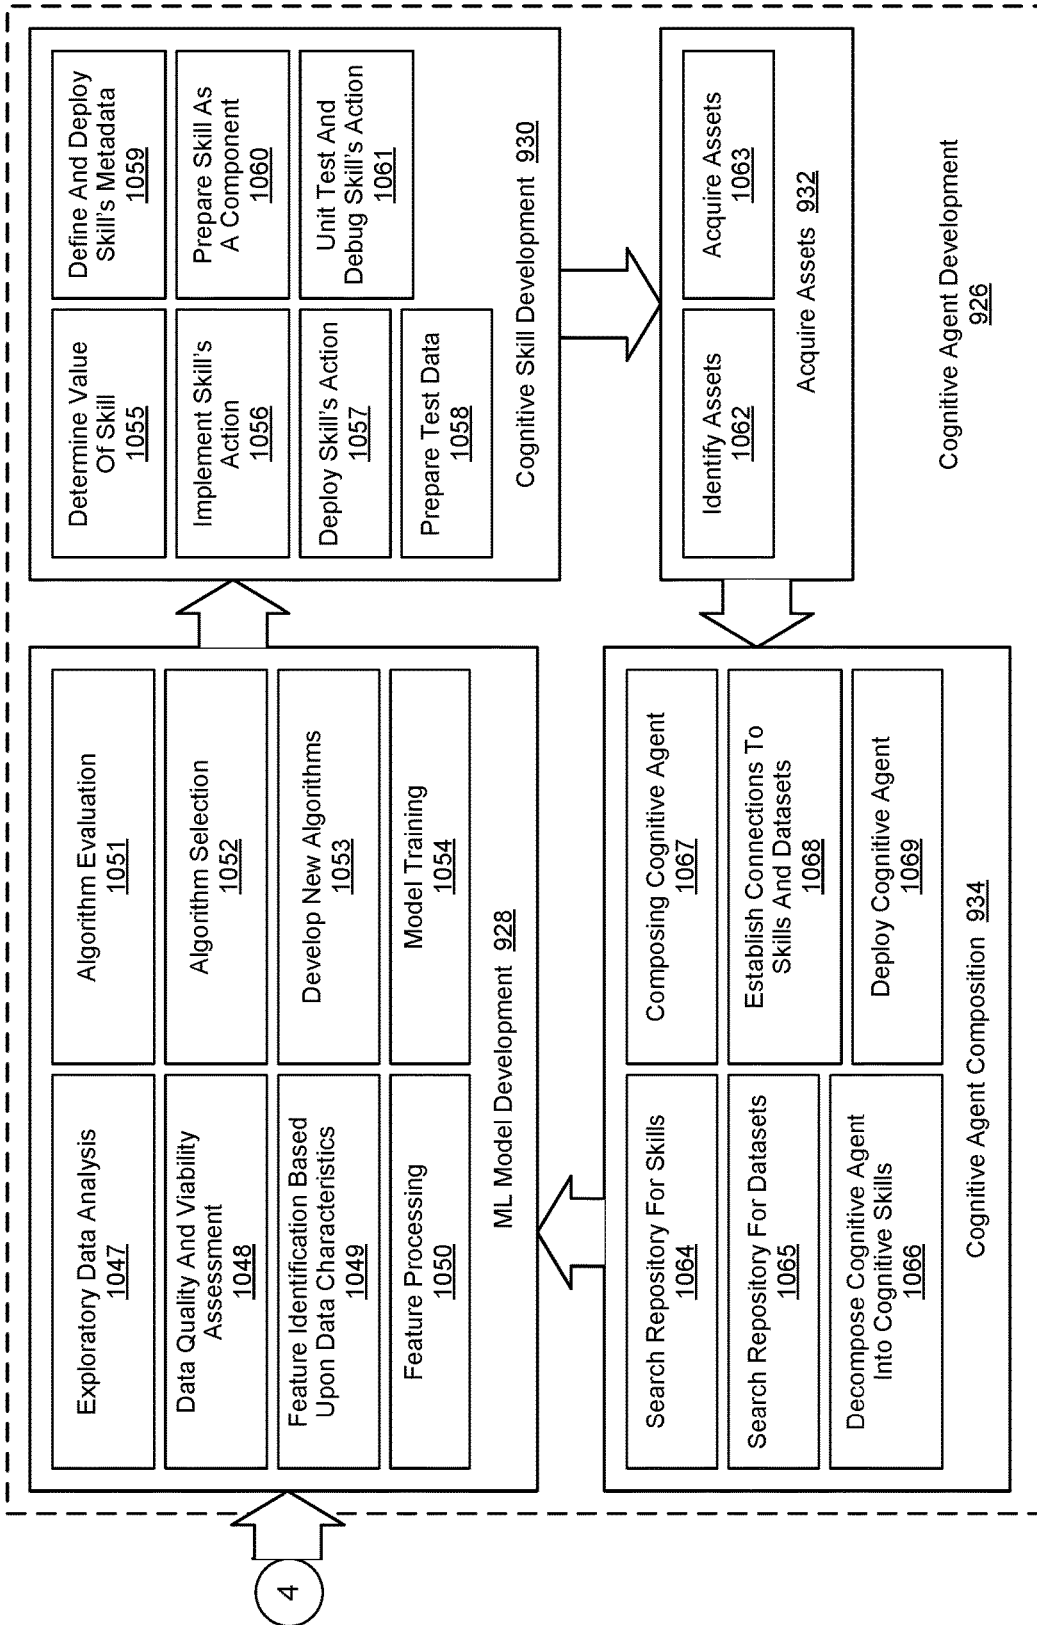 4
Exploratory Data Analysis
1047
Data Quality And Viability
Assessment
1048
Feature Identification Based
Upon Data Characteristics
1049
Feature Processing
1050
Algorithm Evaluation
1051
Algorithm Selection
1052
Develop New Algorithms
1053
Model Training
1054
ML Model Development 928
Determine Value
Of Skill
1055
Implement Skill's
Action
1056
Deploy Skill's Action
1057
Prepare Test Data
1058
Define And Deploy
Skill's Metadata
1059
Prepare Skill As
A Component
1060
Unit Test And
Debug Skill's Action
1061
Cognitive Skill Development 930
Identify Assets
1062
Acquire Assets
1063
Acquire Assets 932
Search Repository For Skills
1064
Search Repository For Datasets
1065
Decompose Cognitive Agent
Into Cognitive Skills
1066
Composing Cognitive Agent
1067
Establish Connections To
Skills And Datasets
1068
Deploy Cognitive Agent
1069
Cognitive Agent Composition 934
Cognitive Agent Development
926